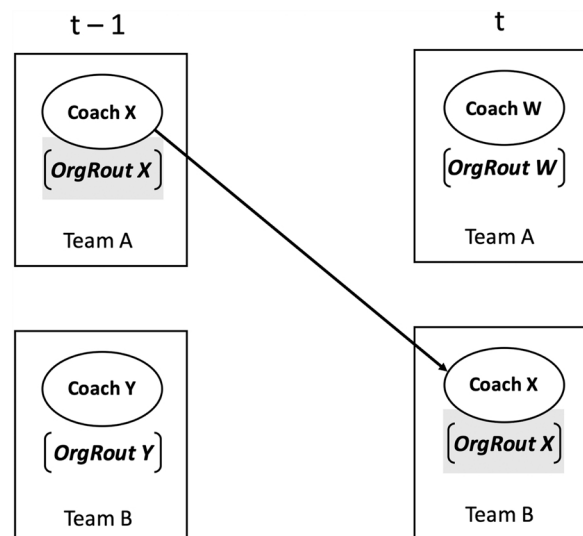 t – 1
t
Coach X
[OrgRout X]
Team A
Coach W
[OrgRout W]
Team A
Coach Y
[OrgRout Y]
Team B
Coach X
[OrgRout X]
Team B